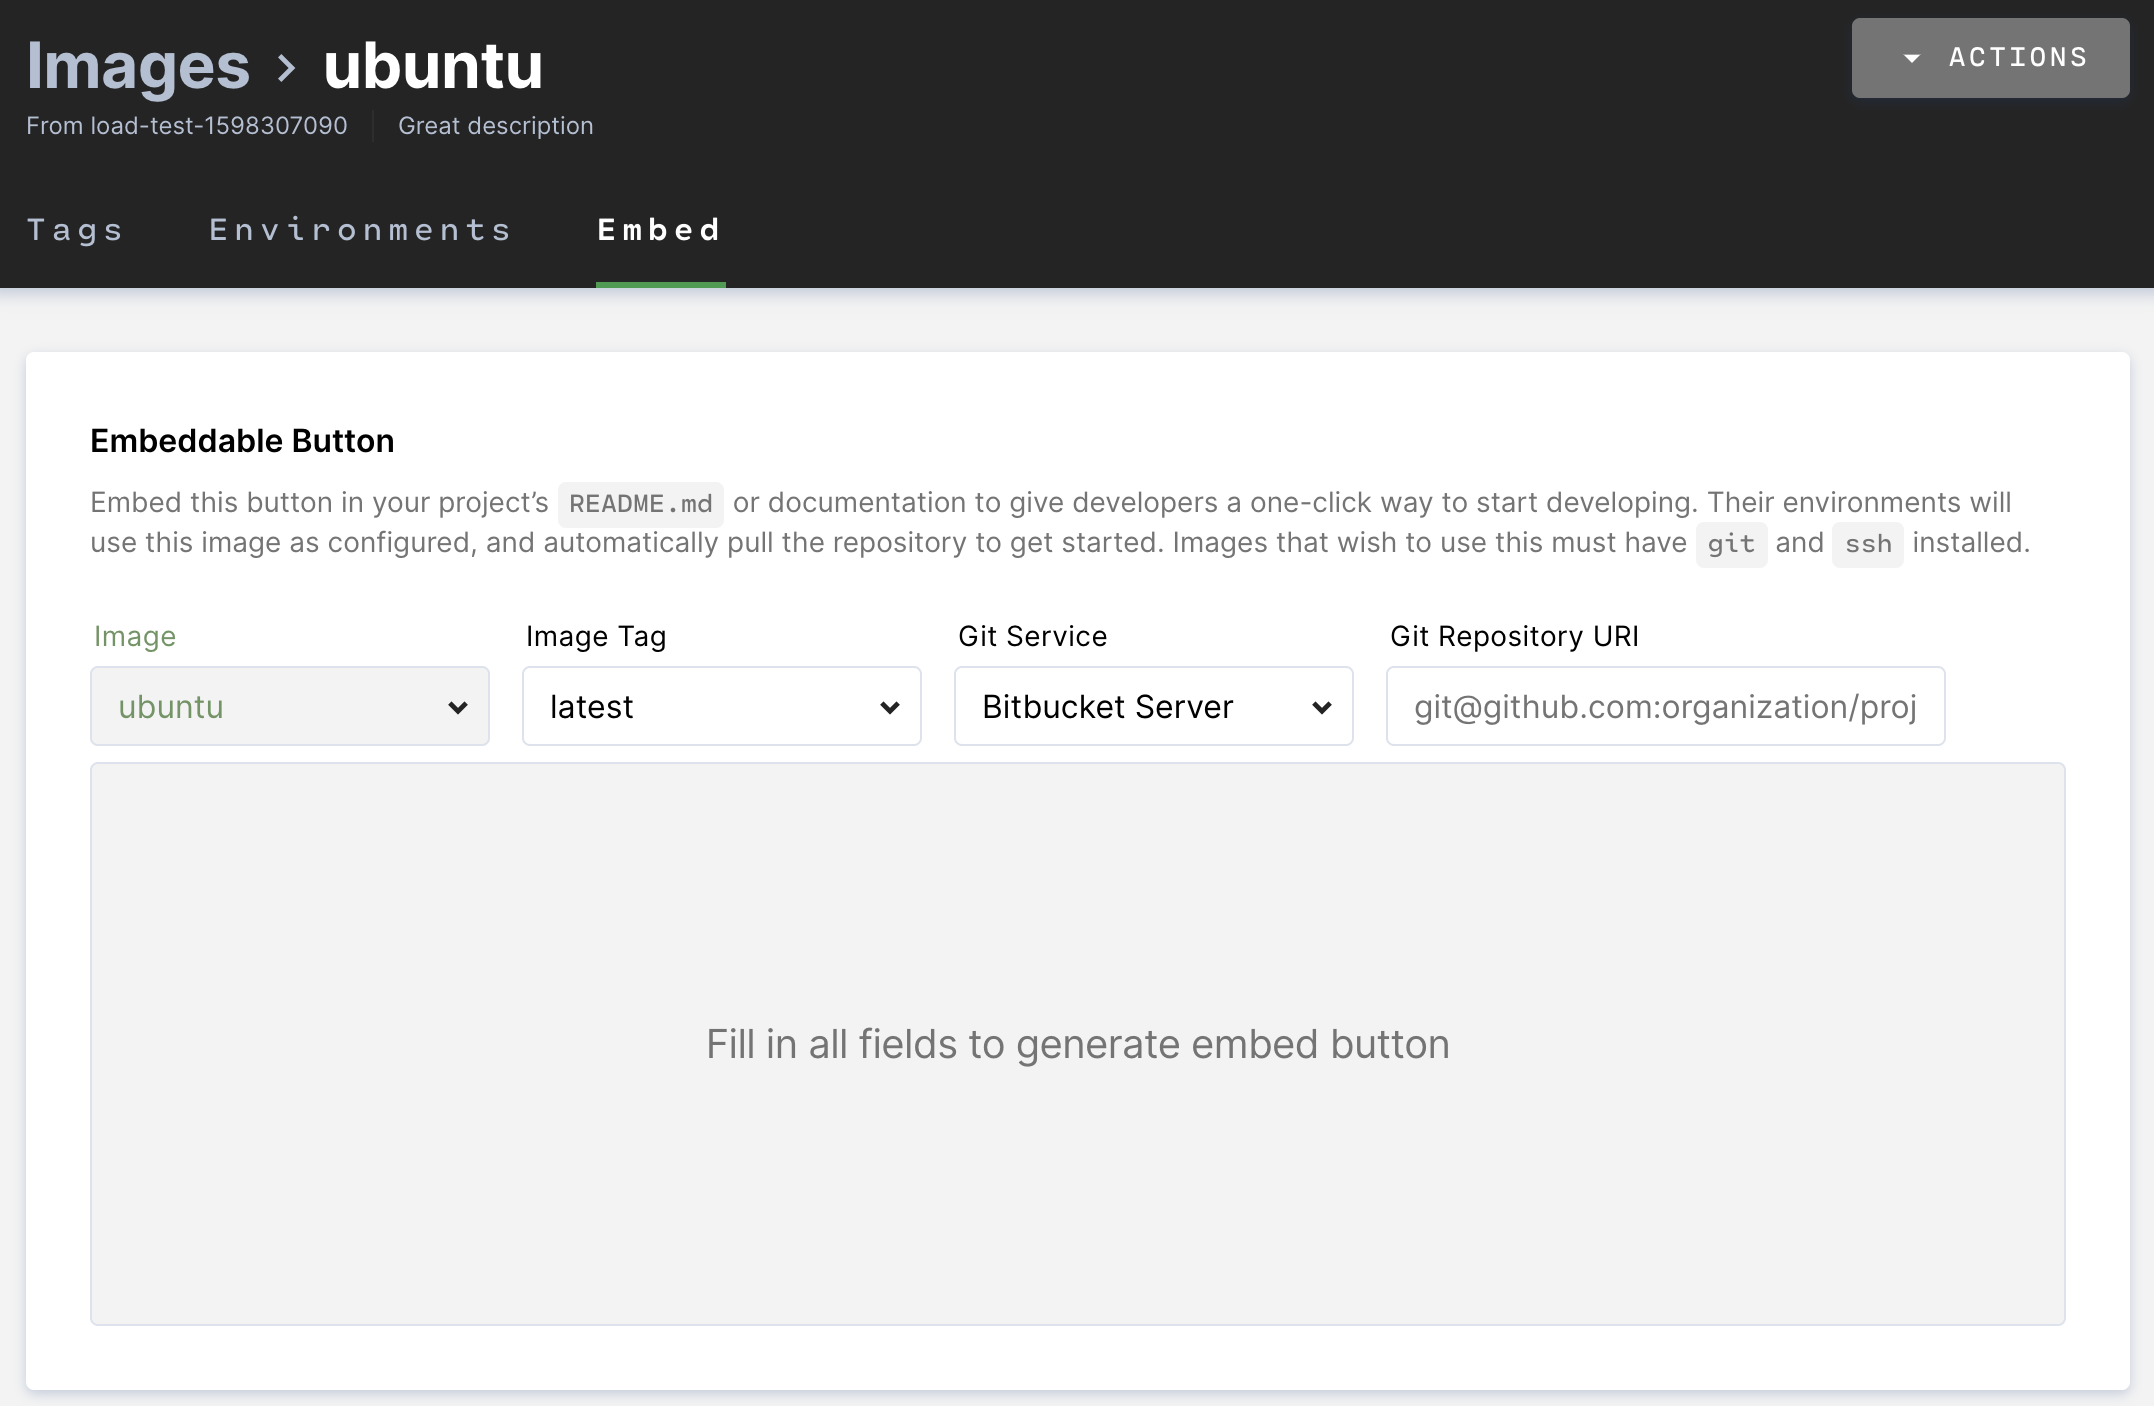 Images › ubuntu
ACTIONS
From load-test-1598307090
Great description
Tags
Environments
Embed
Embeddable Button
Embed this button in your project’s README.md or documentation to give developers a one-click way to start developing. Their environments will
use this image as configured, and automatically pull the repository to get started. Images that wish to use this must have git and ssh installed.
Image
Image Tag
Git Service
Git Repository URI
ubuntu
latest
Bitbucket Server
git@github.com:organization/proj
Fill in all fields to generate embed button